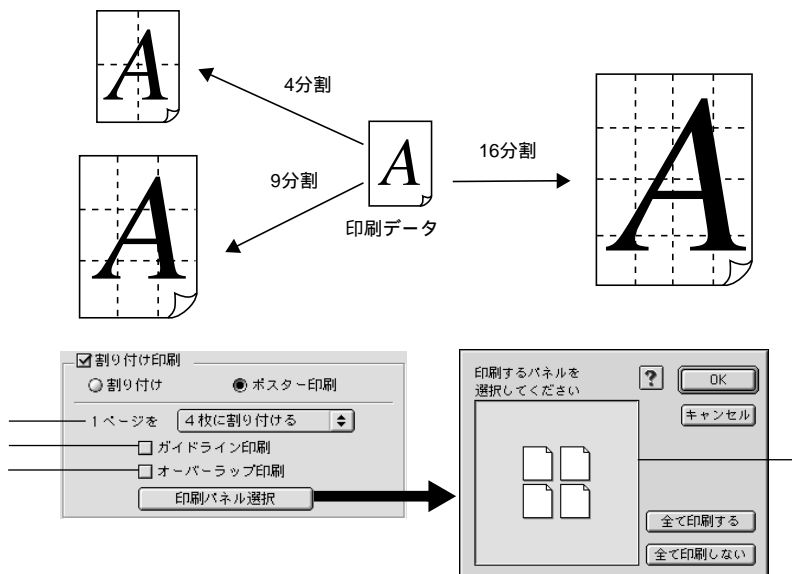 A
4分割
A
16分割
A
9分割
A
印刷データ
割り付け印刷
割り付け
ポスター印刷
1ページを
4枚に割り付ける
ガイドライン印刷
オーバーラップ印刷
印刷パネル選択
印刷するパネルを
選択してください
?
OK
キャンセル
全て印刷する
全て印刷しない